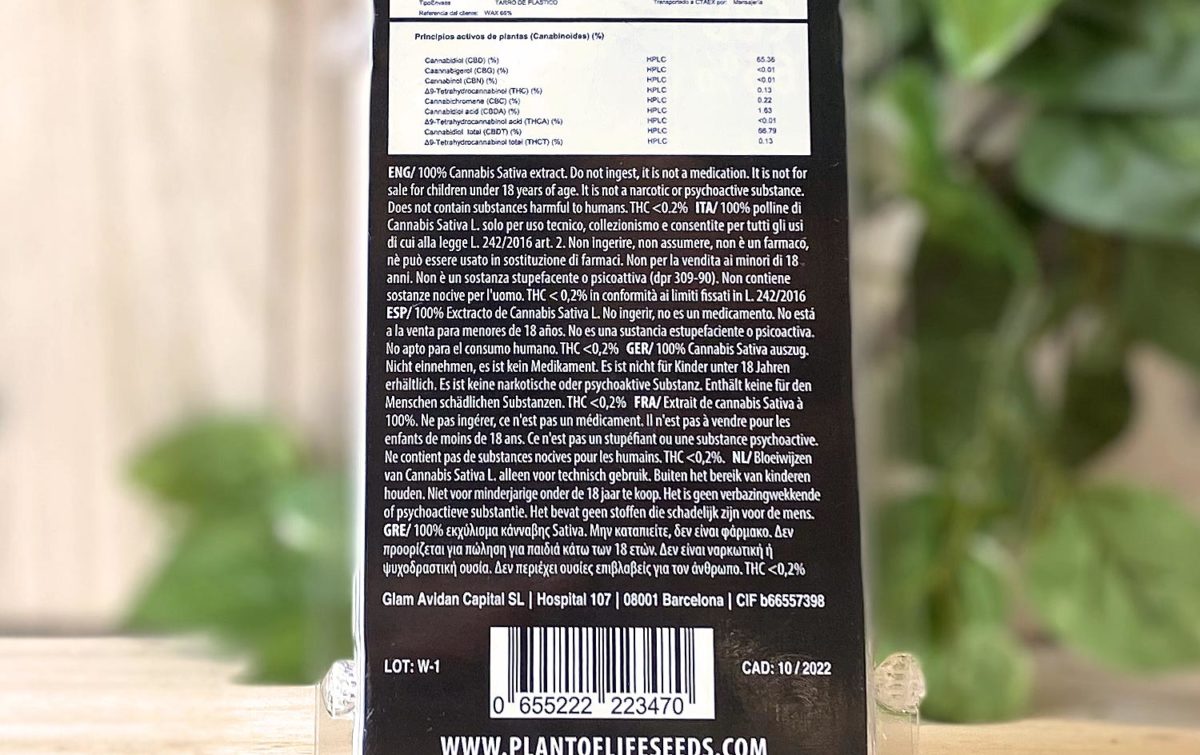 TipoEnvase TARRO DE PLASTICO Transportado a CTAEX por: Mensajería
Referencia del cliente: WAX 65%
Principios activos de plantas (Canabinoides) (%)
Cannabidiol (CBD) (%) HPLC 65.36
Caannabigerol (CBG) (%) HPLC <0.01
Cannabinol (CBN) (%) HPLC <0.01
Δ9-Tetrahydrocannabinol (THC) (%) HPLC 0.13
Cannabichromene (CBC) (%) HPLC 0.22
Cannabidiol acid (CBDA) (%) HPLC 1.63
Δ9-Tetrahydrocannabinol acid (THCA) (%) HPLC <0.01
Cannabidiol total (CBDT) (%) HPLC 66.79
Δ9-Tetrahydrocannabinol total (THCT) (%) HPLC 0.13
ENG/ 100% Cannabis Sativa extract. Do not ingest, it is not a medication. It is not for
sale for children under 18 years of age. It is not a narcotic or psychoactive substance.
Does not contain substances harmful to humans. THC <0.2% ITA/ 100% polline di
Cannabis Sativa L. solo per uso tecnico, collezionismo e consentite per tutti gli usi
di cui alla legge L. 242/2016 art. 2. Non ingerire, non assumere, non è un farmaco,
nè può essere usato in sostituzione di farmaci. Non per la vendita ai minori di 18
anni. Non è un sostanza stupefacente o psicoattiva (dpr 309-90). Non contiene
sostanze nocive per l'uomo. THC < 0,2% in conformità ai limiti fissati in L. 242/2016
ESP/ 100% Exctracto de Cannabis Sativa L. No ingerir, no es un medicamento. No está
a la venta para menores de 18 años. No es una sustancia estupefaciente o psicoactiva.
No apto para el consumo humano. THC <0,2% GER/ 100% Cannabis Sativa auszug.
Nicht einnehmen, es ist kein Medikament. Es ist nicht für Kinder unter 18 Jahren
erhältlich. Es ist keine narkotische oder psychoaktive Substanz. Enthält keine für den
Menschen schädlichen Substanzen. THC <0,2% FRA/ Extrait de cannabis Sativa à
100%. Ne pas ingérer, ce n'est pas un médicament. Il n'est pas à vendre pour les
enfants de moins de 18 ans. Ce n'est pas un stupéfiant ou une substance psychoactive.
Ne contient pas de substances nocives pour les humains. THC <0,2%. NL/ Bloeiwijzen
van Cannabis Sativa L. alleen voor technisch gebruik. Buiten het bereik van kinderen
houden. Niet voor minderjarige onder de 18 jaar te koop. Het is geen verbazingwekkende
of psychoactieve substantie. Het bevat geen stoffen die schadelijk zijn voor de mens.
GRE/ 100% εκχύλισμα κάνναβης Sativa. Μην καταπιείτε, δεν είναι φάρμακο. Δεν
προορίζεται για πώληση για παιδιά κάτω των 18 ετών. Δεν είναι ναρκωτική ή
ψυχοδραστική ουσία. Δεν περιέχει ουσίες επιβλαβείς για τον άνθρωπο. THC <0,2%
Glam Avidan Capital SL | Hospital 107 | 08001 Barcelona | CIF b66557398
LOT: W-1
CAD: 10 / 2022
0 655222 223470
WWW.PLANTOFLIFESEEDS.COM